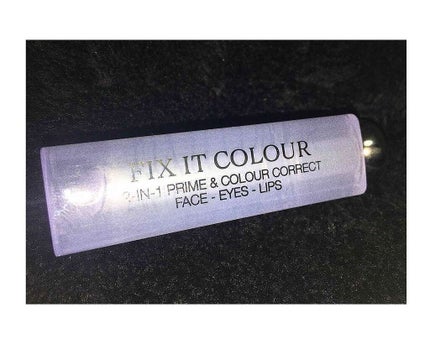 FIX IT COLOUR
2-IN-1 PRIME & COLOUR CORRECT
FACE - EYES - LIPS